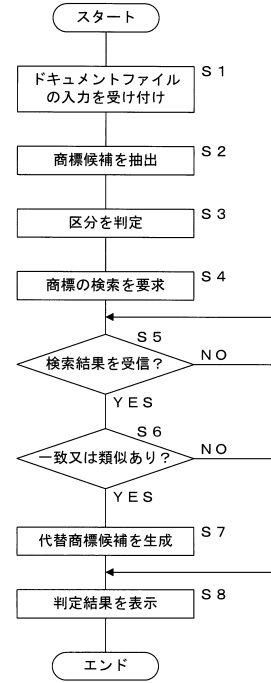 スタート
ドキュメントファイル
の入力を受け付け
S1
商標候補を抽出
S2
区分を判定
S3
商標の検索を要求
S4
S5
検索結果を受信?
NO
YES
S6
一致又は類似あり?
NO
YES
代替商標候補を生成
S7
判定結果を表示
S8
エンド